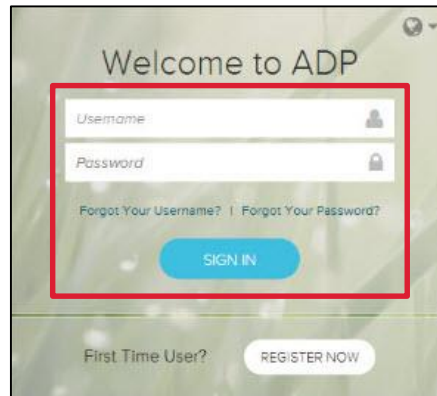 Welcome to ADP
Username
Password
Forgot Your Username? | Forgot Your Password?
SIGN IN
First Time User? REGISTER NOW